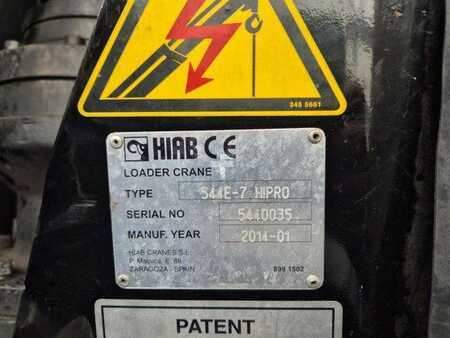 345 5661
HIAB CE
LOADER CRANE
TYPE 544E-7 HIPRO
SERIAL NO 5440035
MANUF. YEAR 2014-01
HIAB CRANES S.L.
ZARAGOZA - SPAIN 899 1502
PATENT